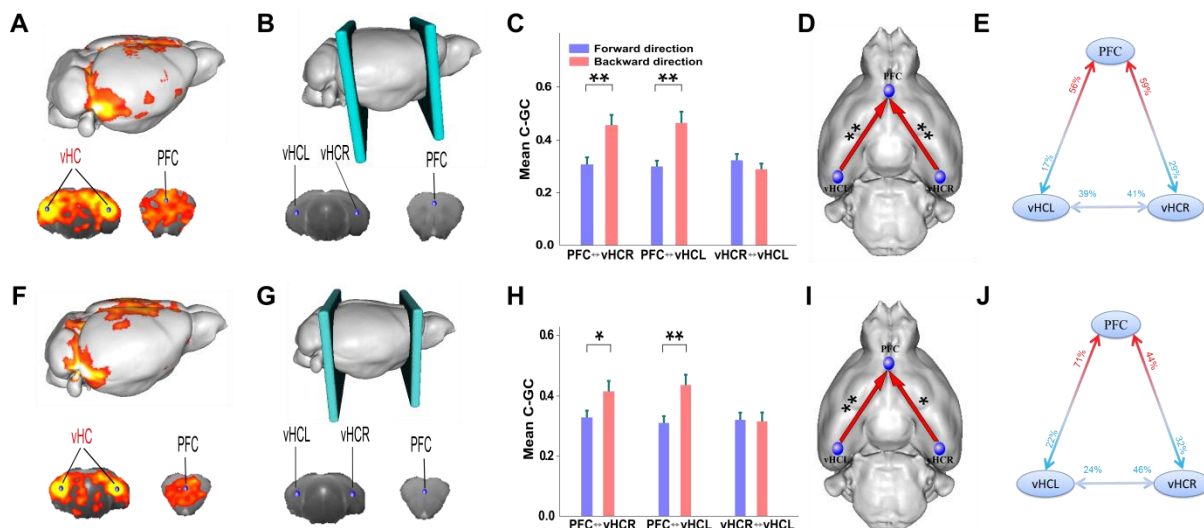 A
vHC
PFC
B
vHCL
vHCR
PFC
C
Mean C-GC
0.6
0.4
0.2
0.0
Forward direction
Backward direction
**
**
PFC↔vHCR
PFC↔vHCL
vHCR↔vHCL
D
PFC
**
**
vHCL
vHCR
E
PFC
56%
59%
17%
29%
39%
41%
vHCL
vHCR
F
vHC
PFC
G
vHCL
vHCR
PFC
H
Mean C-GC
0.6
0.4
0.2
0.0
*
**
PFC↔vHCR
PFC↔vHCL
vHCR↔vHCL
I
PFC
**
*
vHCL
vHCR
J
PFC
71%
44%
22%
32%
24%
46%
vHCL
vHCR